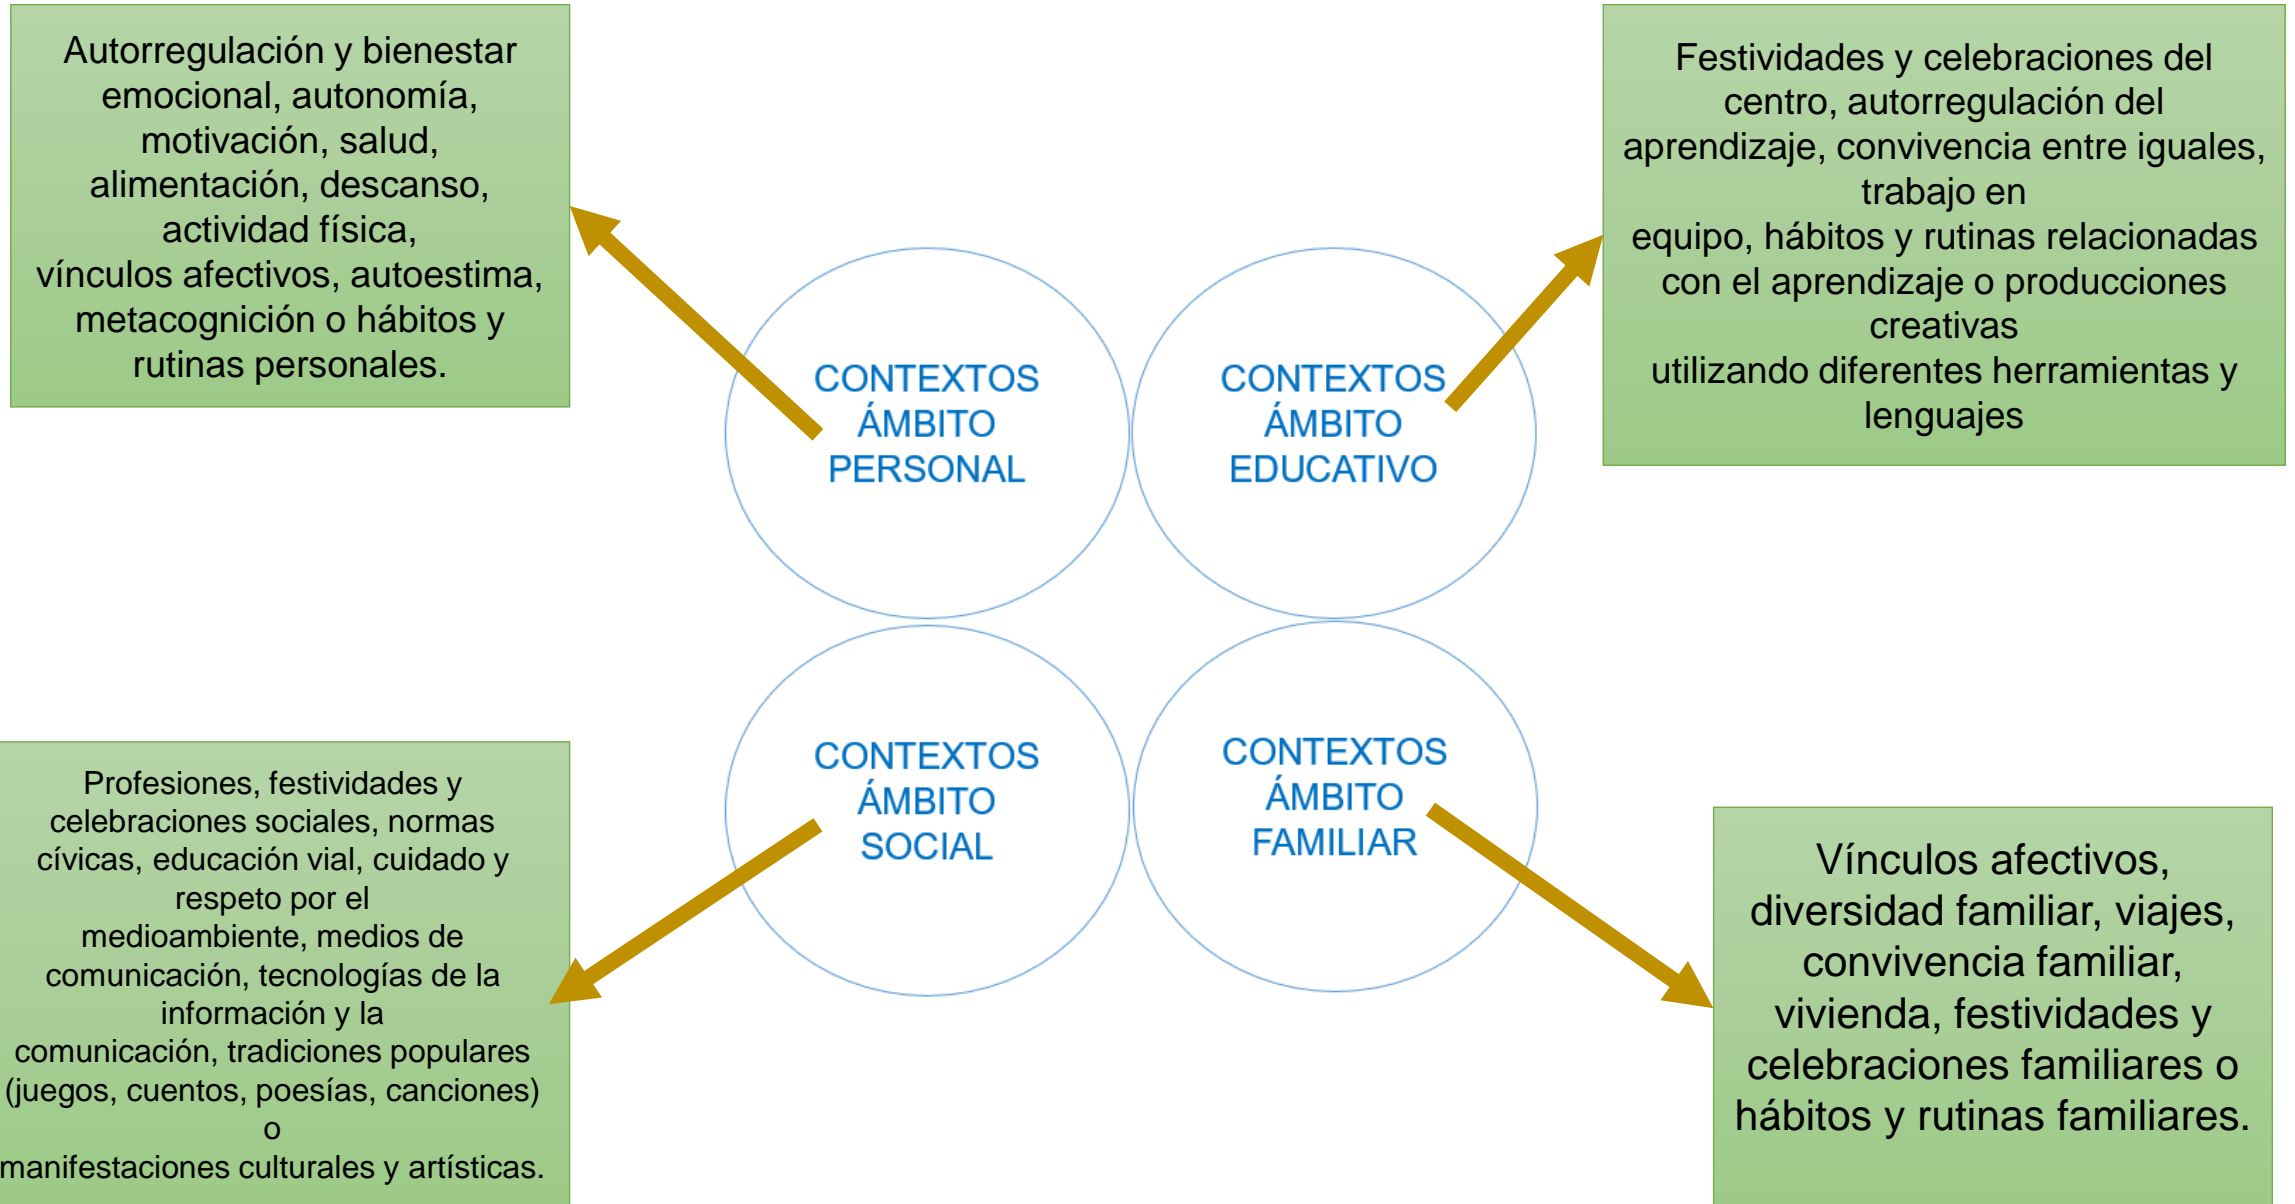 Autorregulación y bienestar
emocional, autonomía,
motivación, salud,
alimentación, descanso,
actividad física,
vínculos afectivos, autoestima,
metacognición o hábitos y
rutinas personales.
Festividades y celebraciones del
centro, autorregulación del
aprendizaje, convivencia entre iguales,
trabajo en
equipo, hábitos y rutinas relacionadas
con el aprendizaje o producciones
creativas
utilizando diferentes herramientas y
lenguajes
CONTEXTOS
ÁMBITO
PERSONAL
CONTEXTOS
ÁMBITO
EDUCATIVO
CONTEXTOS
ÁMBITO
SOCIAL
CONTEXTOS
ÁMBITO
FAMILIAR
Profesiones, festividades y
celebraciones sociales, normas
cívicas, educación vial, cuidado y
respeto por el
medioambiente, medios de
comunicación, tecnologías de la
información y la
comunicación, tradiciones populares
(juegos, cuentos, poesías, canciones)
o
manifestaciones culturales y artísticas.
Vínculos afectivos,
diversidad familiar, viajes,
convivencia familiar,
vivienda, festividades y
celebraciones familiares o
hábitos y rutinas familiares.